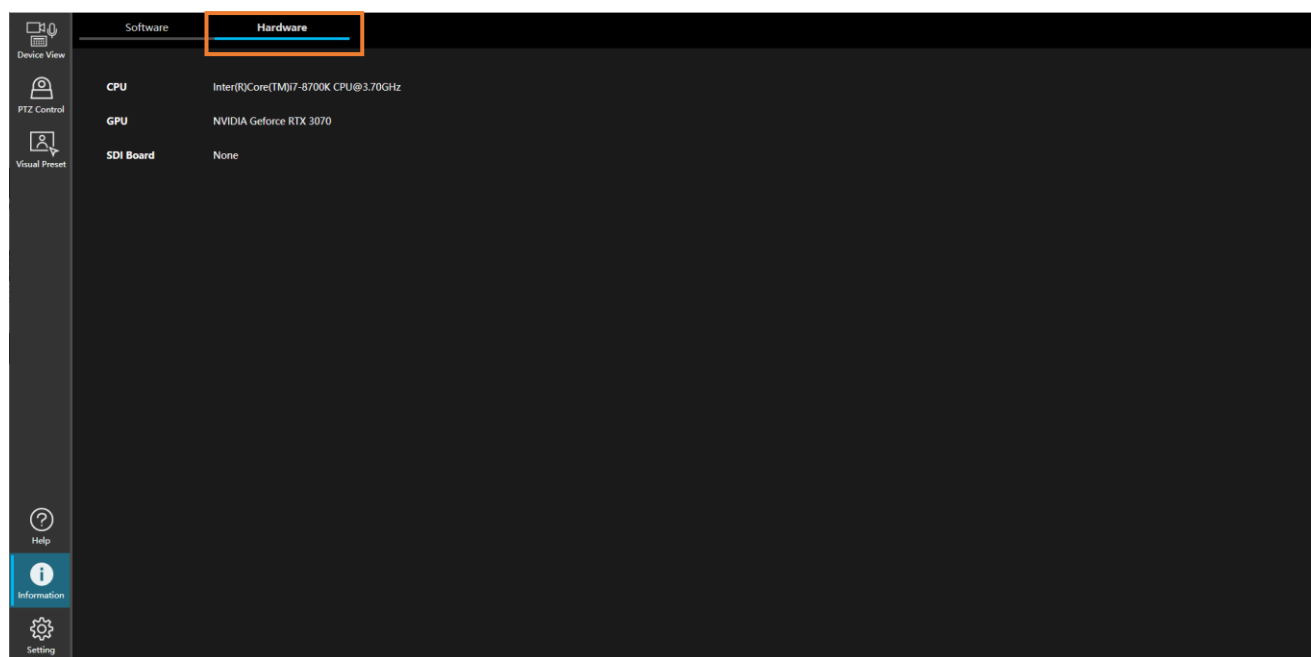 Software Hardware
Device View
PTZ Control
Visual Preset
CPU Inter(R)Core(TM)i7-8700K CPU@3.70GHz
GPU NVIDIA Geforce RTX 3070
SDI Board None
Help
Information
Setting